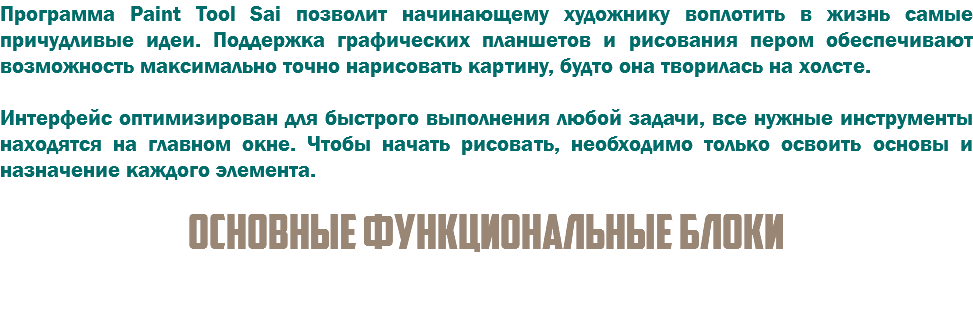 Программа Paint Tool Sai позволит начинающему художнику воплотить в жизнь самые
причудливые идеи. Поддержка графических планшетов и рисования пером обеспечивают
возможность максимально точно нарисовать картину, будто она творилась на холсте.
Интерфейс оптимизирован для быстрого выполнения любой задачи, все нужные инструменты
находятся на главном окне. Чтобы начать рисовать, необходимо только освоить основы и
назначение каждого элемента.
ОСНОВНЫЕ ФУНКЦИОНАЛЬНЫЕ БЛОКИ